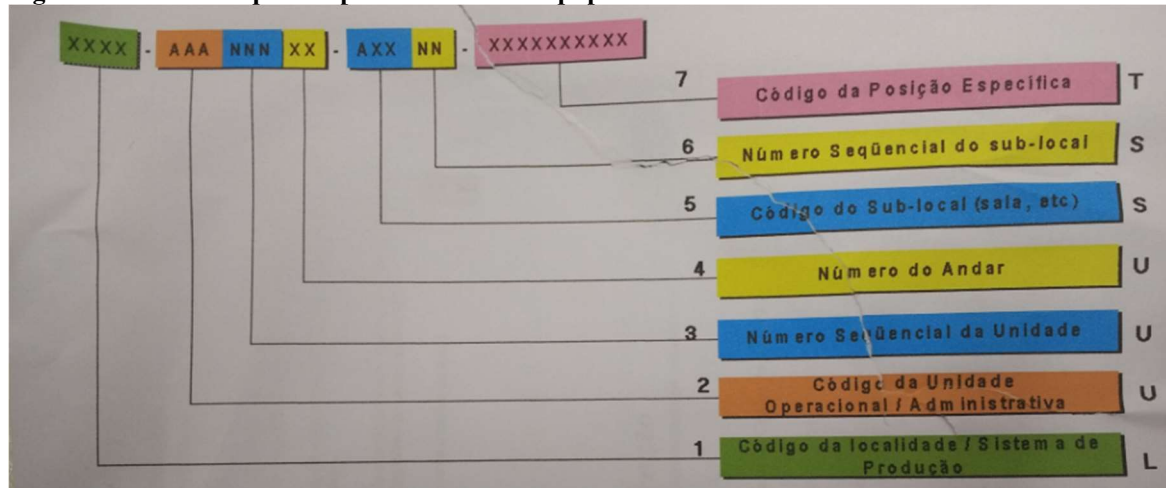 XXXX - AAA NNN XX - AXX NN - XXXXXXXXXX
7 Código da Posição Específica T
6 Número Seqüencial do sub-local S
5 Código do Sub-local (sala, etc) S
4 Número do Andar U
3 Número Seqüencial da Unidade U
2 Código da Unidade
Operacional / Administrativa U
1 Código da localidade / Sistema de
Produção L